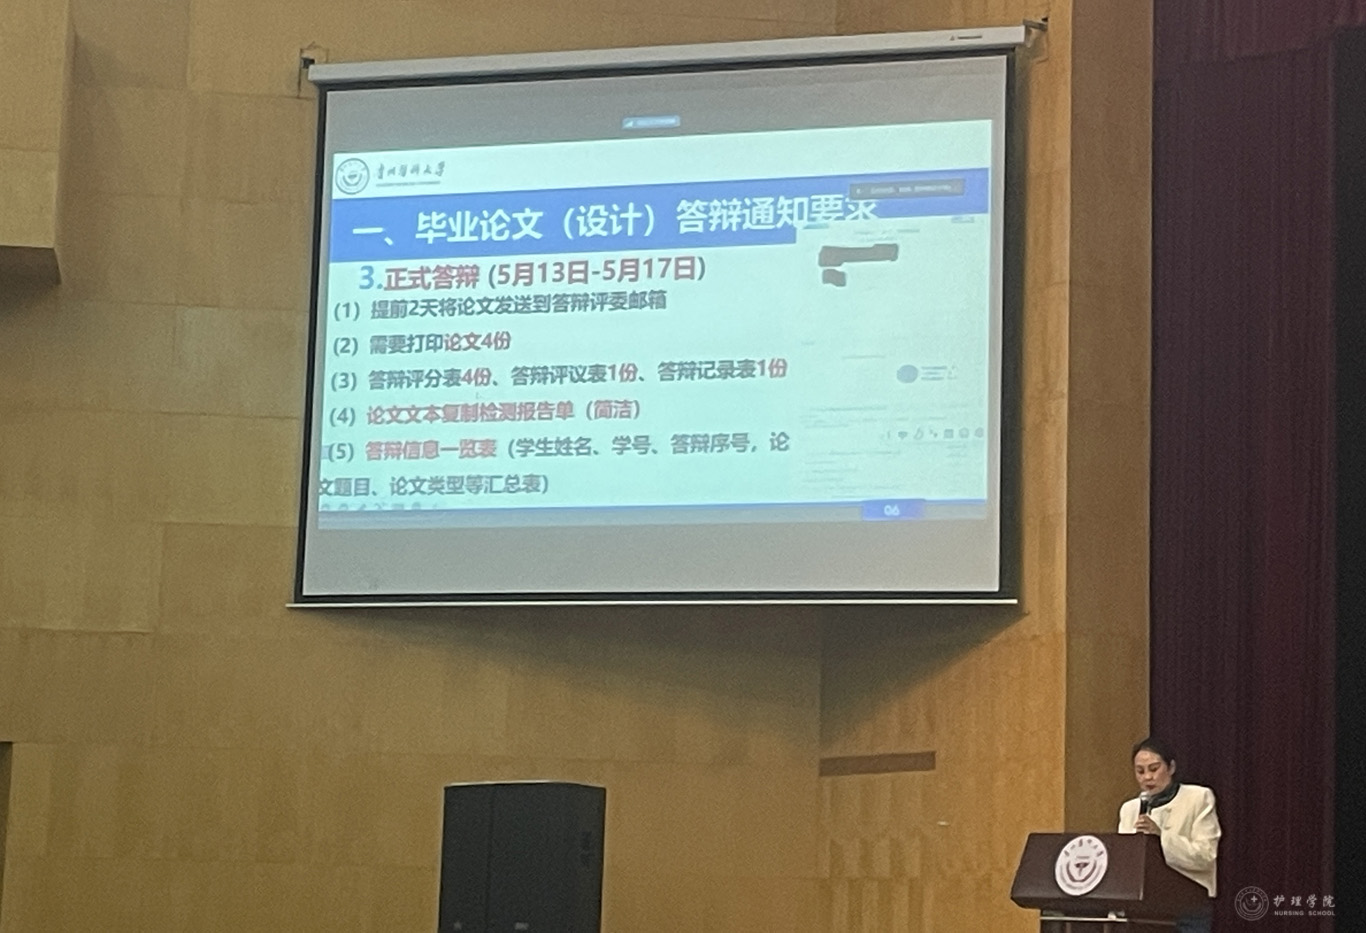 贵州医科大学
一、毕业论文（设计）答辩通知要求
3.正式答辩 (5月13日-5月17日)
(1) 提前2天将论文发送到答辩评委邮箱
(2) 需要打印论文4份
(3) 答辩评分表4份、答辩评议表1份、答辩记录表1份
(4) 论文文本复制检测报告单（简洁）
(5) 答辩信息一览表（学生姓名、学号、答辩序号，论
文题目、论文类型等汇总表）
06
护理学院
NURSING SCHOOL